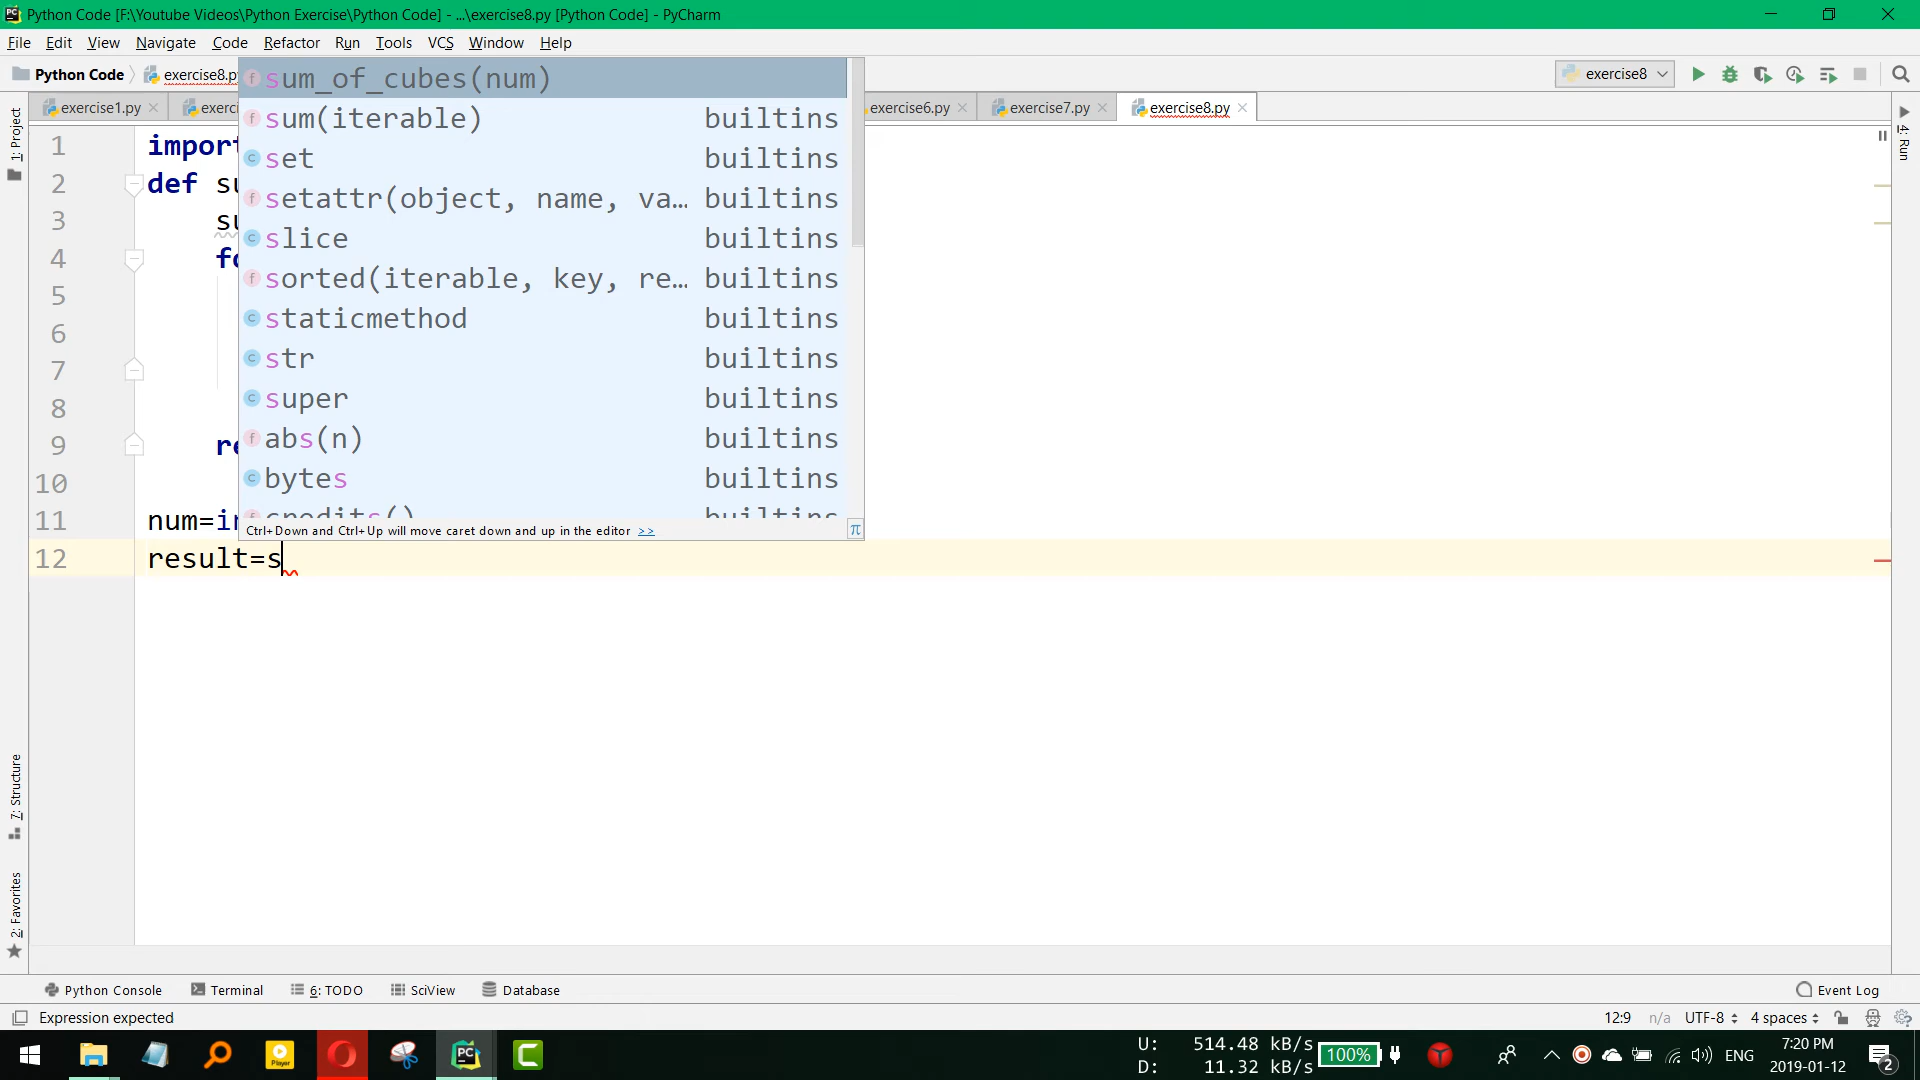 Python Code [F:\Youtube Videos\Python Exercise\Python Code] - ...\exercise8.py [Python Code] - PyCharm
File Edit View Navigate Code Refactor Run Tools VCS Window Help
Python Code exercise8.py exercise8
exercise1.py exerci exercise6.py exercise7.py exercise8.py
sum_of_cubes(num)
sum(iterable) builtins
set builtins
setattr(object, name, va... builtins
slice builtins
sorted(iterable, key, re... builtins
staticmethod builtins
str builtins
super builtins
abs(n) builtins
bytes builtins
credits() builtins
Ctrl+Down and Ctrl+Up will move caret down and up in the editor >> π
1 import
2 def su
3 su
4 fo
5
6
7
8
9 re
10
11 num=in
12 result=s
1: Project
7: Structure
2: Favorites
4: Run
Python Console Terminal 6: TODO SciView Database Event Log
Expression expected 12:9 n/a UTF-8 4 spaces
U: 514.48 kB/s
D: 11.32 kB/s
100%
Player
PC
ENG
7:20 PM
2019-01-12
2